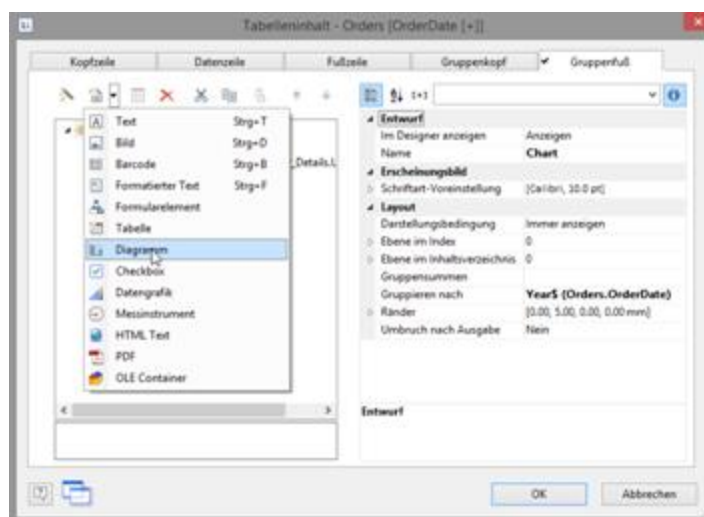 Tabelleninhalt - Orders [OrderDate [+]]
Kopfzeile
Datenzeile
Fußzeile
Gruppenkopf
Gruppenfuß
Text Strg+T
Bild Strg+D
Barcode Strg+B
Formatierter Text Strg+F
Formularelement
Tabelle
Diagramm
Checkbox
Datengrafik
Messinstrument
HTML Text
PDF
OLE Container
_Details.L
Entwurf
Im Designer anzeigen Anzeigen
Name Chart
Erscheinungsbild
Schriftart-Voreinstellung [Calibri, 10.0 pt]
Layout
Darstellungsbedingung Immer anzeigen
Ebene im Index 0
Ebene im Inhaltsverzeichnis 0
Gruppensummen
Gruppieren nach Year$ (Orders.OrderDate)
Ränder [0.00, 5.00, 0.00, 0.00 mm]
Umbruch nach Ausgabe Nein
Entwurf
OK
Abbrechen